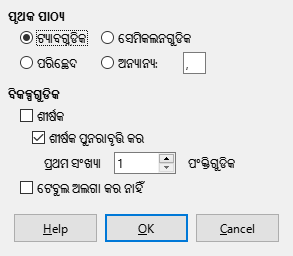 ପୃଥକ ପାଠ୍ୟ
ଟ୍ୟାବଗୁଡିକ ସେମିକଲନଗୁଡିକ
ପରିଚ୍ଛେଦ ଅନ୍ୟାନ୍ୟ: ,
ବିକଳ୍ପଗୁଡିକ
ଶୀର୍ଷକ
ଶୀର୍ଷକ ପୁନରାବୃତ୍ତି କର
ପ୍ରଥମ ସଂଖ୍ୟା 1 ପଂକ୍ତିଗୁଡିକ
ଟେବୁଲ ଅଲଗା କର ନାହିଁ
Help OK Cancel